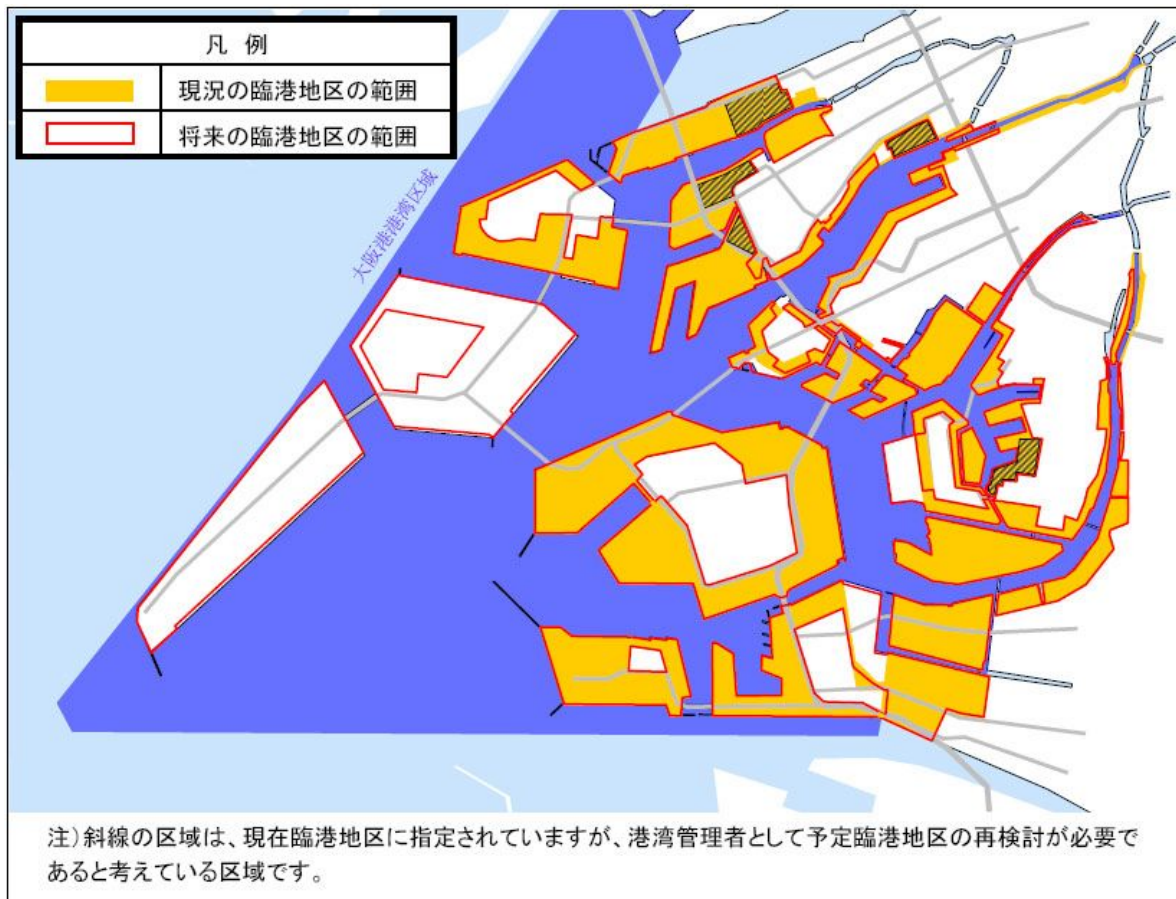 凡 例
現況の臨港地区の範囲
将来の臨港地区の範囲
大阪港港湾区域
注)斜線の区域は、現在臨港地区に指定されていますが、港湾管理者として予定臨港地区の再検討が必要で
あると考えている区域です。